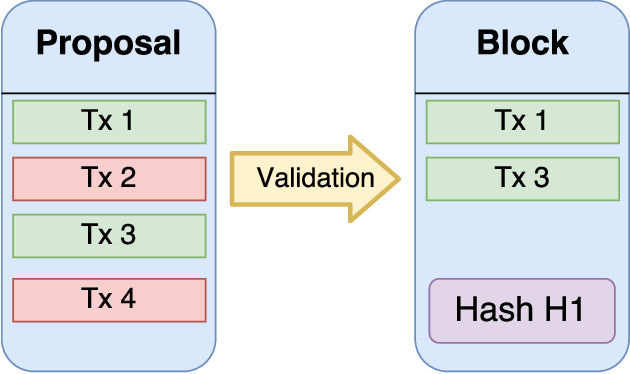 Proposal
Tx 1
Tx 2
Tx 3
Tx 4
Validation
Block
Tx 1
Tx 3
Hash H1